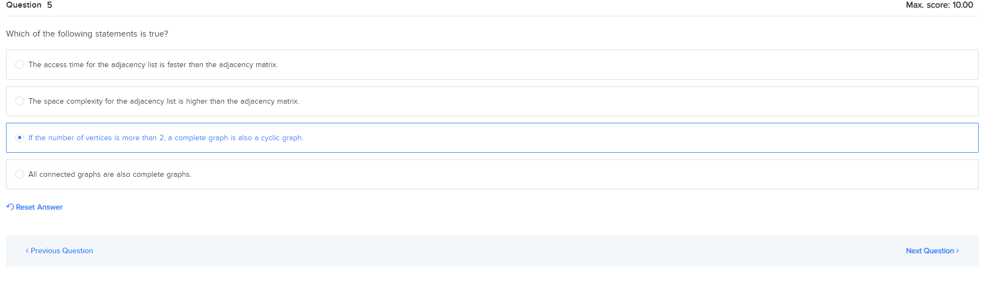 Question 5
Max. score: 10.00
Which of the following statements is true?
The access time for the adjacency list is faster than the adjacency matrix.
The space complexity for the adjacency list is higher than the adjacency matrix.
If the number of vertices is more than 2, a complete graph is also a cyclic graph.
All connected graphs are also complete graphs.
Reset Answer
< Previous Question
Next Question >